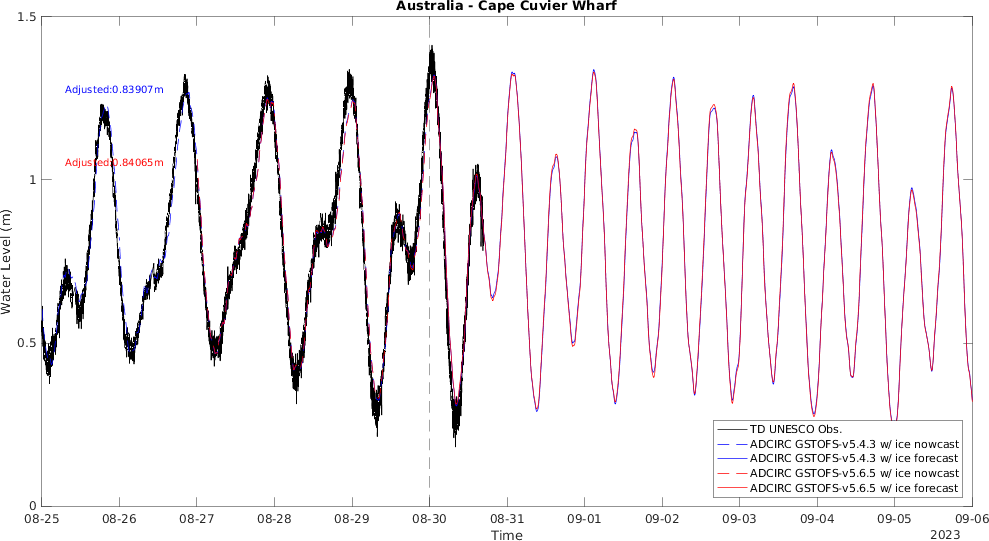 Australia - Cape Cuvier Wharf
1.5
Adjusted:0.83907m
Adjusted:0.84065m
1
Water Level (m)
0.5
0
TD UNESCO Obs.
ADCIRC GSTOFS-v5.4.3 w/ ice nowcast
ADCIRC GSTOFS-v5.4.3 w/ ice forecast
ADCIRC GSTOFS-v5.6.5 w/ ice nowcast
ADCIRC GSTOFS-v5.6.5 w/ ice forecast
08-25 08-26 08-27 08-28 08-29 08-30 08-31 09-01 09-02 09-03 09-04 09-05 09-06
Time
2023